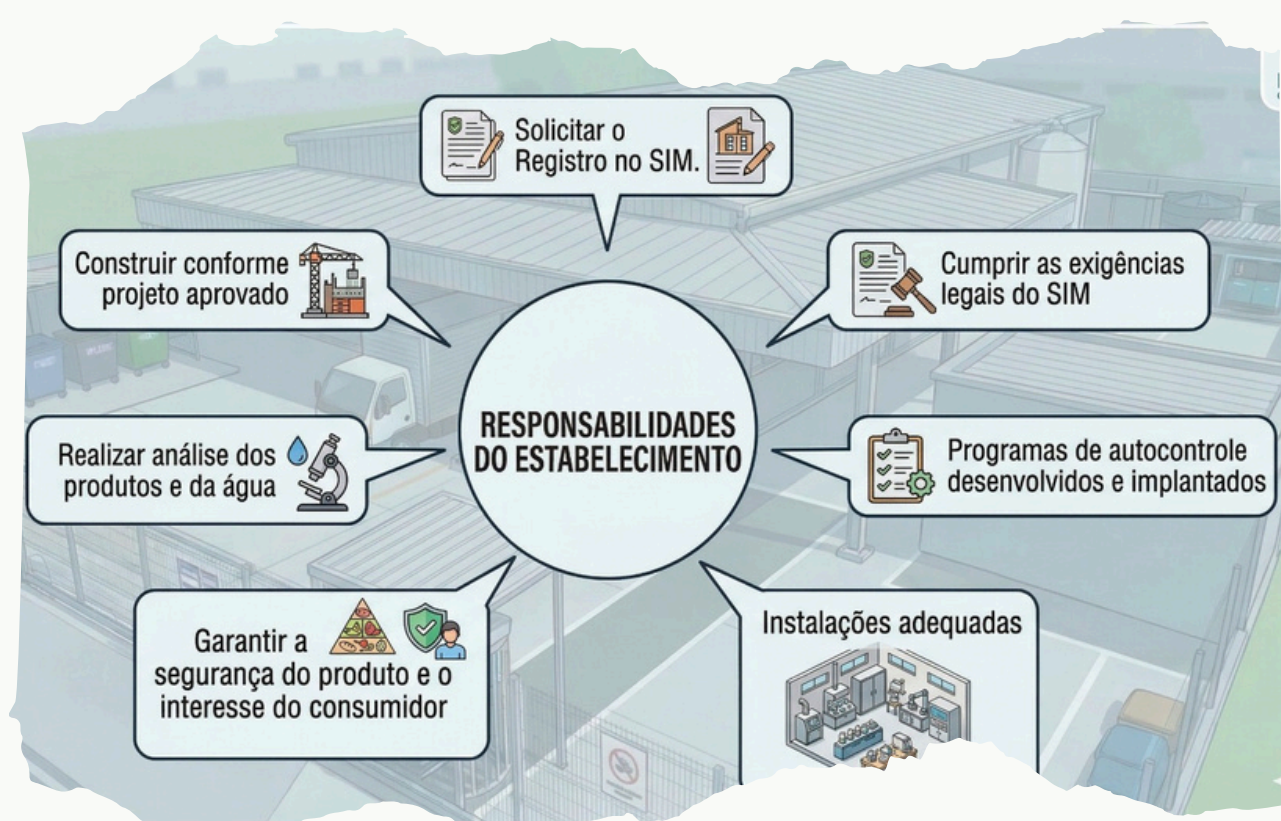 Solicitar o
Registro no SIM.
Construir conforme
projeto aprovado
Cumprir as exigências
legais do SIM
RESPONSABILIDADES
DO ESTABELECIMENTO
Realizar análise dos
produtos e da água
Programas de autocontrole
desenvolvidos e implantados
Garantir a
segurança do produto e o
interesse do consumidor
Instalações adequadas